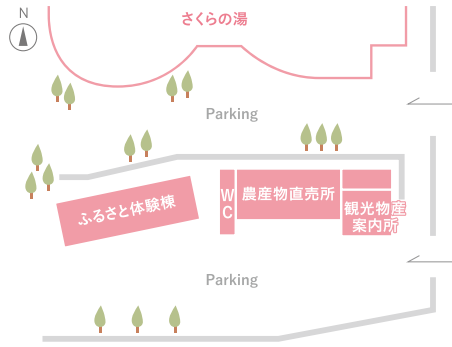 N
さくらの湯
Parking
WC
農産物直売所
ふるさと体験棟
観光物産
案内所
Parking